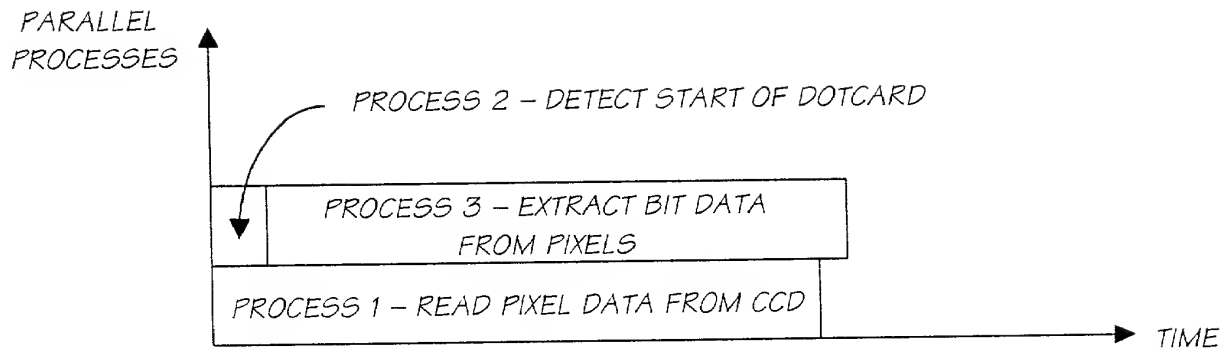 PARALLEL
PROCESSES
PROCESS 2 – DETECT START OF DOTCARD
PROCESS 3 – EXTRACT BIT DATA
FROM PIXELS
PROCESS 1 – READ PIXEL DATA FROM CCD
TIME